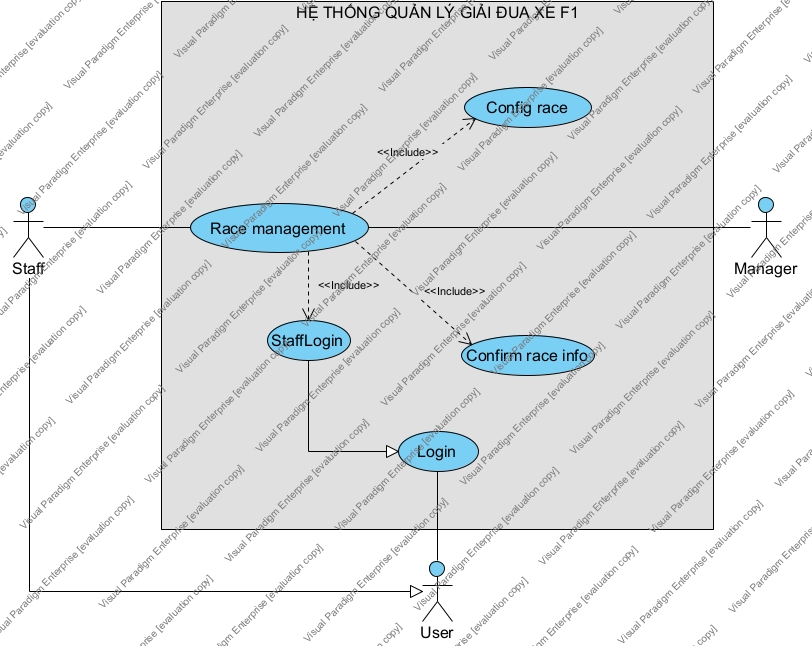 HỆ THỐNG QUẢN LÝ GIẢI ĐUA XE F1
Config race
<<Include>>
Race management
Staff
Manager
<<Include>>
<<Include>>
StaffLogin
Confirm race info
Login
User
Visual Paradigm Enterprise [evaluation copy]